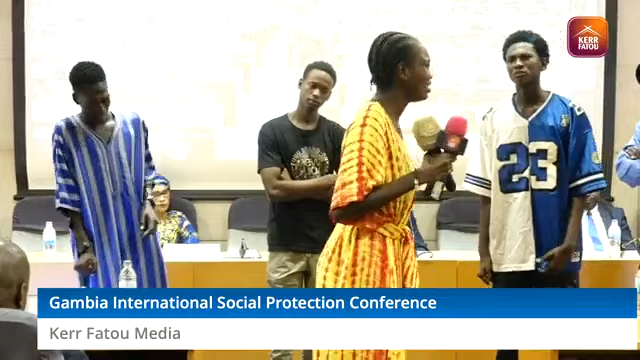 KERR
FATOU
23
Gambia International Social Protection Conference
Kerr Fatou Media